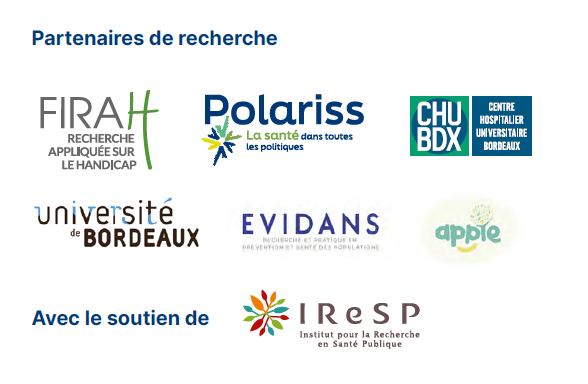 Partenaires de recherche
FIRAH
RECHERCHE
APPLIQUÉE SUR
LE HANDICAP
Polariss
La santé dans toutes
les politiques
CHU
BDX
CENTRE
HOSPITALIER
UNIVERSITAIRE
BORDEAUX
université
de BORDEAUX
EVIDANS
RECHERCHE ET PRATIQUE EN
PRÉVENTION ET SANTÉ DES POPULATIONS
apple
Avec le soutien de
IReSP
Institut pour la Recherche
en Santé Publique